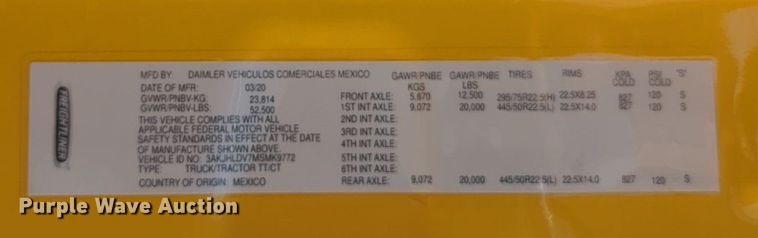 FREIGHTLINER
MFD BY: DAIMLER VEHICULOS COMERCIALES MEXICO
DATE OF MFR: 03/20
GVWR/PNBV-KG: 23,814
GVWR/PNBV-LBS: 52,500
THIS VEHICLE COMPLIES WITH ALL
APPLICABLE FEDERAL MOTOR VEHICLE
SAFETY STANDARDS IN EFFECT AT THE DATE
OF MANUFACTURE SHOWN ABOVE.
VEHICLE ID NO: 3AKJHLDV7MSMK9772
TYPE: TRUCK/TRACTOR TT/CT
COUNTRY OF ORIGIN: MEXICO
GAWR/PNBE GAWR/PNBE TIRES RIMS KPA PSI "S"
KGS LBS COLD COLD
FRONT AXLE: 5,670 12,500 295/75R22.5(H) 22.5X8.25 827 120 S
1ST INT AXLE: 9,072 20,000 445/50R22.5(L) 22.5X14.0 827 120 S
2ND INT AXLE:
3RD INT AXLE:
4TH INT AXLE:
5TH INT AXLE:
6TH INT AXLE:
REAR AXLE: 9,072 20,000 445/50R22.5(L) 22.5X14.0 827 120 S
Purple Wave Auction